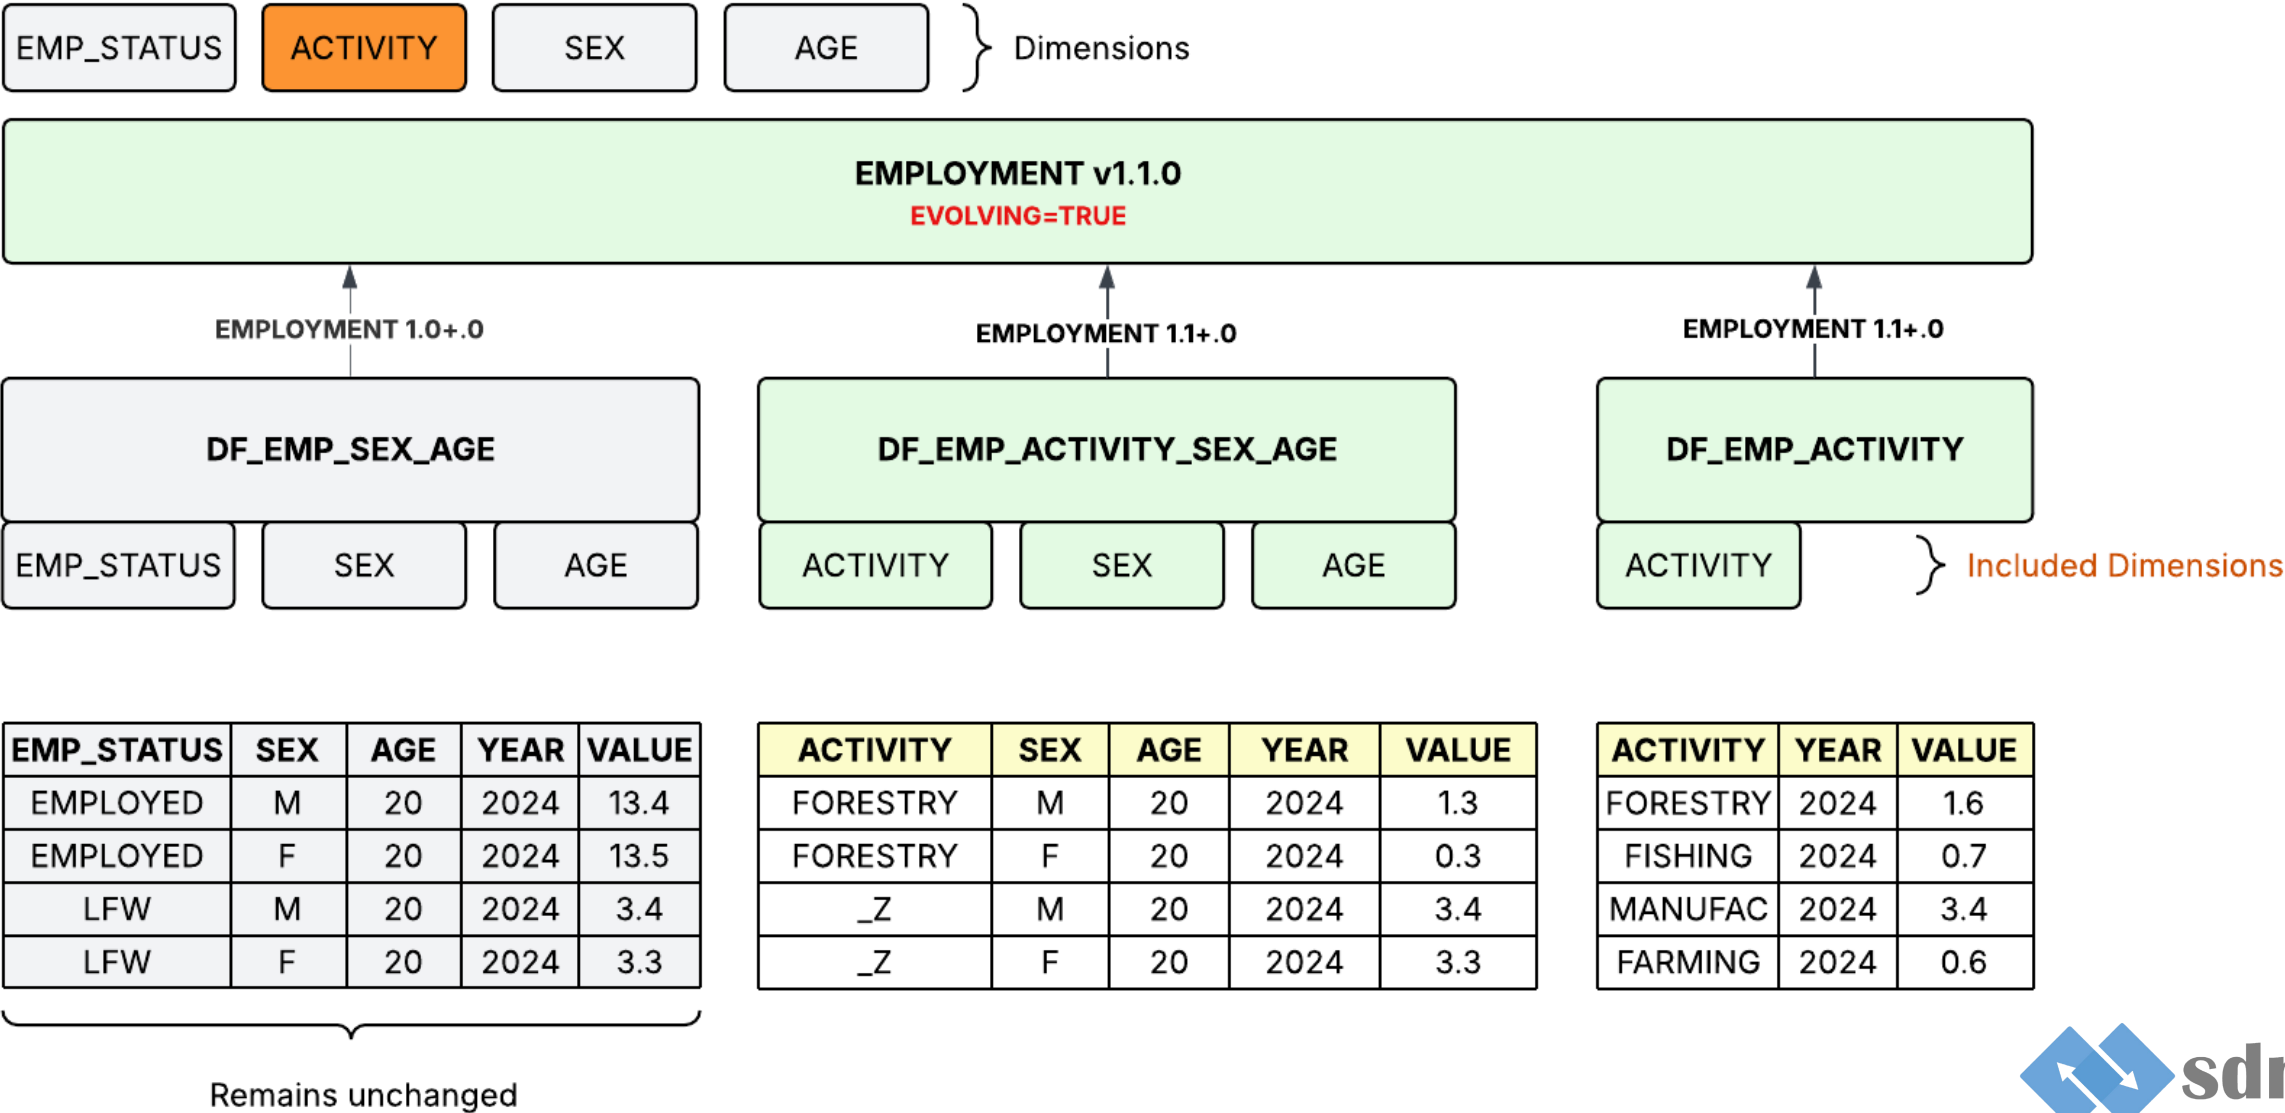 EMP_STATUS ACTIVITY SEX AGE Dimensions
EMPLOYMENT v1.1.0
EVOLVING=TRUE
EMPLOYMENT 1.0+.0 EMPLOYMENT 1.1+.0 EMPLOYMENT 1.1+.0
DF_EMP_SEX_AGE DF_EMP_ACTIVITY_SEX_AGE DF_EMP_ACTIVITY
EMP_STATUS SEX AGE ACTIVITY SEX AGE ACTIVITY Included Dimensions
EMP_STATUS SEX AGE YEAR VALUE ACTIVITY SEX AGE YEAR VALUE ACTIVITY YEAR VALUE
EMPLOYED M 20 2024 13.4 FORESTRY M 20 2024 1.3 FORESTRY 2024 1.6
EMPLOYED F 20 2024 13.5 FORESTRY F 20 2024 0.3 FISHING 2024 0.7
LFW M 20 2024 3.4 _Z M 20 2024 3.4 MANUFAC 2024 3.4
LFW F 20 2024 3.3 _Z F 20 2024 3.3 FARMING 2024 0.6
Remains unchanged